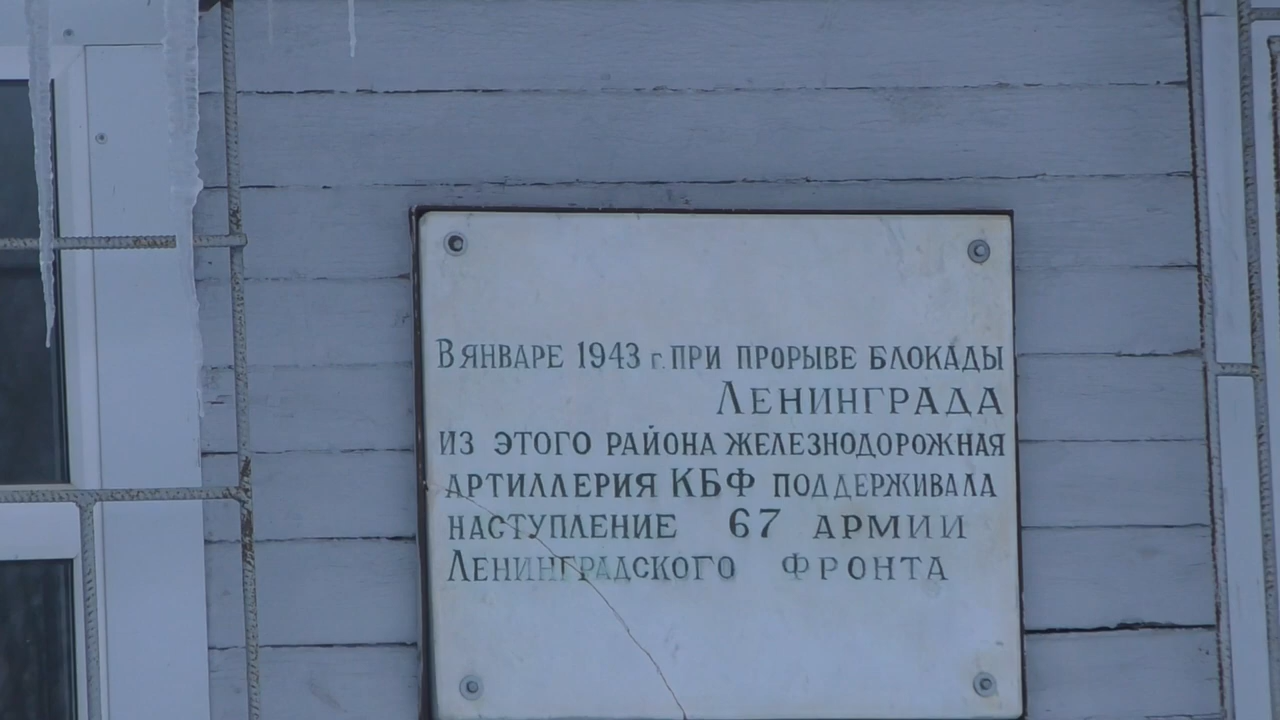 В ЯНВАРЕ 1943 г. ПРИ ПРОРЫВЕ БЛОКАДЫ
ЛЕНИНГРАДА
ИЗ ЭТОГО РАЙОНА ЖЕЛЕЗНОДОРОЖНАЯ
АРТИЛЛЕРИЯ КБФ ПОДДЕРЖИВАЛА
НАСТУПЛЕНИЕ 67 АРМИИ
ЛЕНИНГРАДСКОГО ФРОНТА